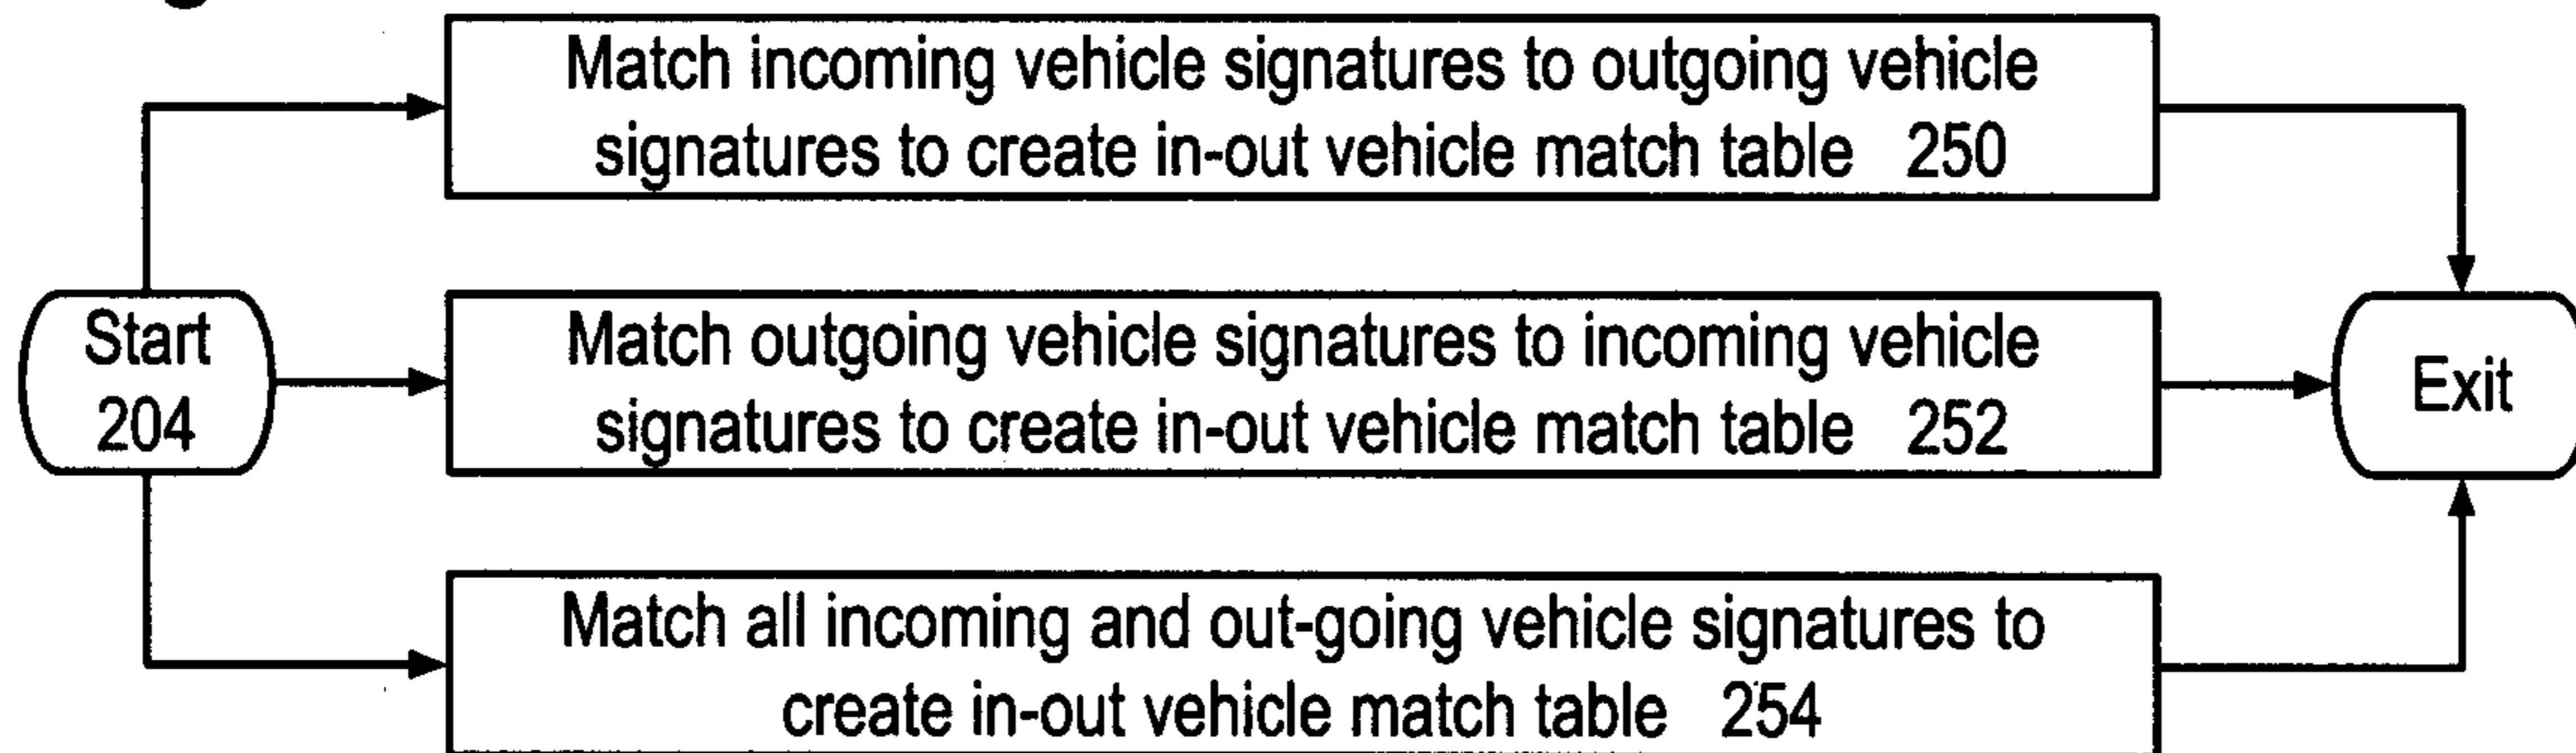 Match incoming vehicle signatures to outgoing vehicle
signatures to create in-out vehicle match table 250
Start
204
Match outgoing vehicle signatures to incoming vehicle
signatures to create in-out vehicle match table 252
Exit
Match all incoming and out-going vehicle signatures to
create in-out vehicle match table 254